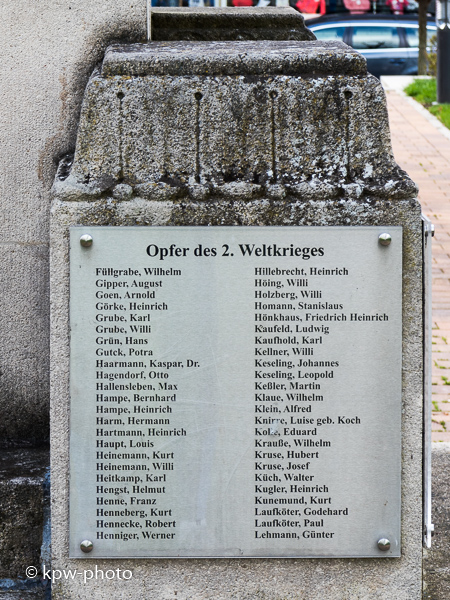 Opfer des 2. Weltkrieges
Füllgrabe, Wilhelm
Gipper, August
Goen, Arnold
Görke, Heinrich
Grube, Karl
Grube, Willi
Grün, Hans
Gutck, Potra
Haarmann, Kaspar, Dr.
Hagendorf, Otto
Hallensleben, Max
Hampe, Bernhard
Hampe, Heinrich
Harm, Hermann
Hartmann, Heinrich
Haupt, Louis
Heinemann, Kurt
Heinemann, Willi
Heitkamp, Karl
Hengst, Helmut
Henne, Franz
Henneberg, Kurt
Hennecke, Robert
Henniger, Werner
Hillebrecht, Heinrich
Höing, Willi
Holzberg, Willi
Homann, Stanislaus
Hönkhaus, Friedrich Heinrich
Kaufeld, Ludwig
Kaufhold, Karl
Kellner, Willi
Keseling, Johannes
Keseling, Leopold
Keßler, Martin
Klaue, Wilhelm
Klein, Alfred
Luise geb. Koch
Eduard
Krauße, Wilhelm
Kruse, Hubert
Kruse, Josef
Küch, Walter
Kugler, Heinrich
Kunemund, Kurt
Laufköter, Godehard
Laufköter, Paul
Lehmann, Günter
© kpw-photo